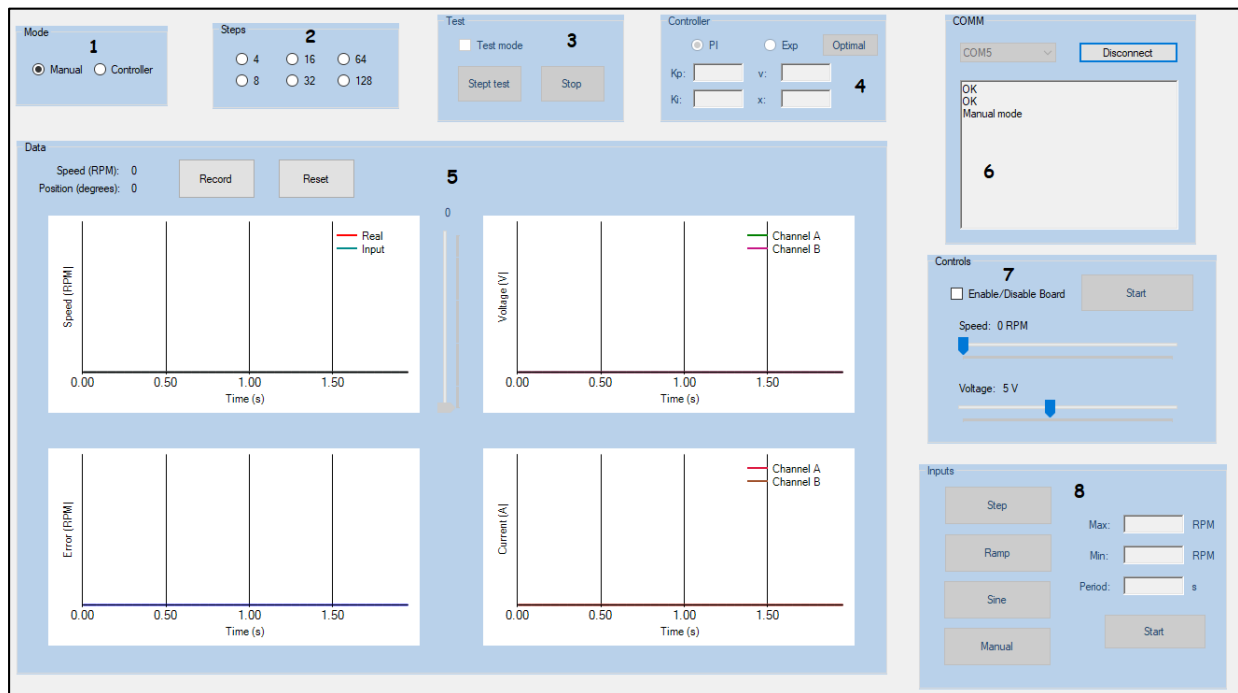 Mode
1
Manual Controller
Steps
2
4 16 64
8 32 128
Test
Test mode
3
Stept test Stop
Controller
PI Exp Optimal
Kp: v:
4
Ki: x:
COMM
COM5 Disconnect
OK
OK
Manual mode
6
Data
Speed (RPM): 0
Position (degrees): 0
Record Reset
5
0
Real
Input
Speed (RPM)
0.00 0.50 1.00 1.50
Time (s)
Channel A
Channel B
Voltage (V)
0.00 0.50 1.00 1.50
Time (s)
Error (RPM)
0.00 0.50 1.00 1.50
Time (s)
Channel A
Channel B
Current (A)
0.00 0.50 1.00 1.50
Time (s)
Controls
7
Enable/Disable Board Start
Speed: 0 RPM
Voltage: 5 V
Inputs
8
Step
Max: RPM
Ramp
Min: RPM
Period: s
Sine
Start
Manual